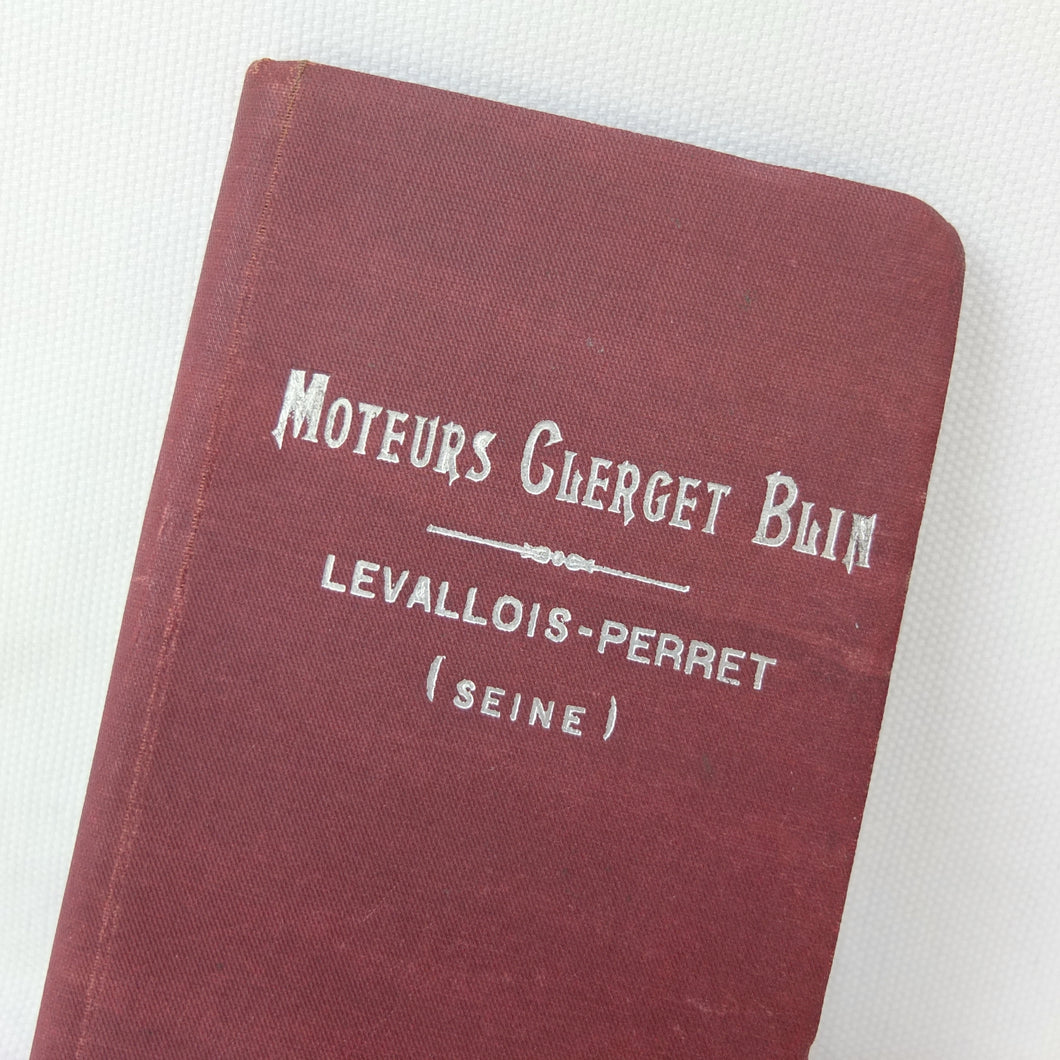 MOTEURS CLERGET BLIN
LEVALLOIS-PERRET
(SEINE)